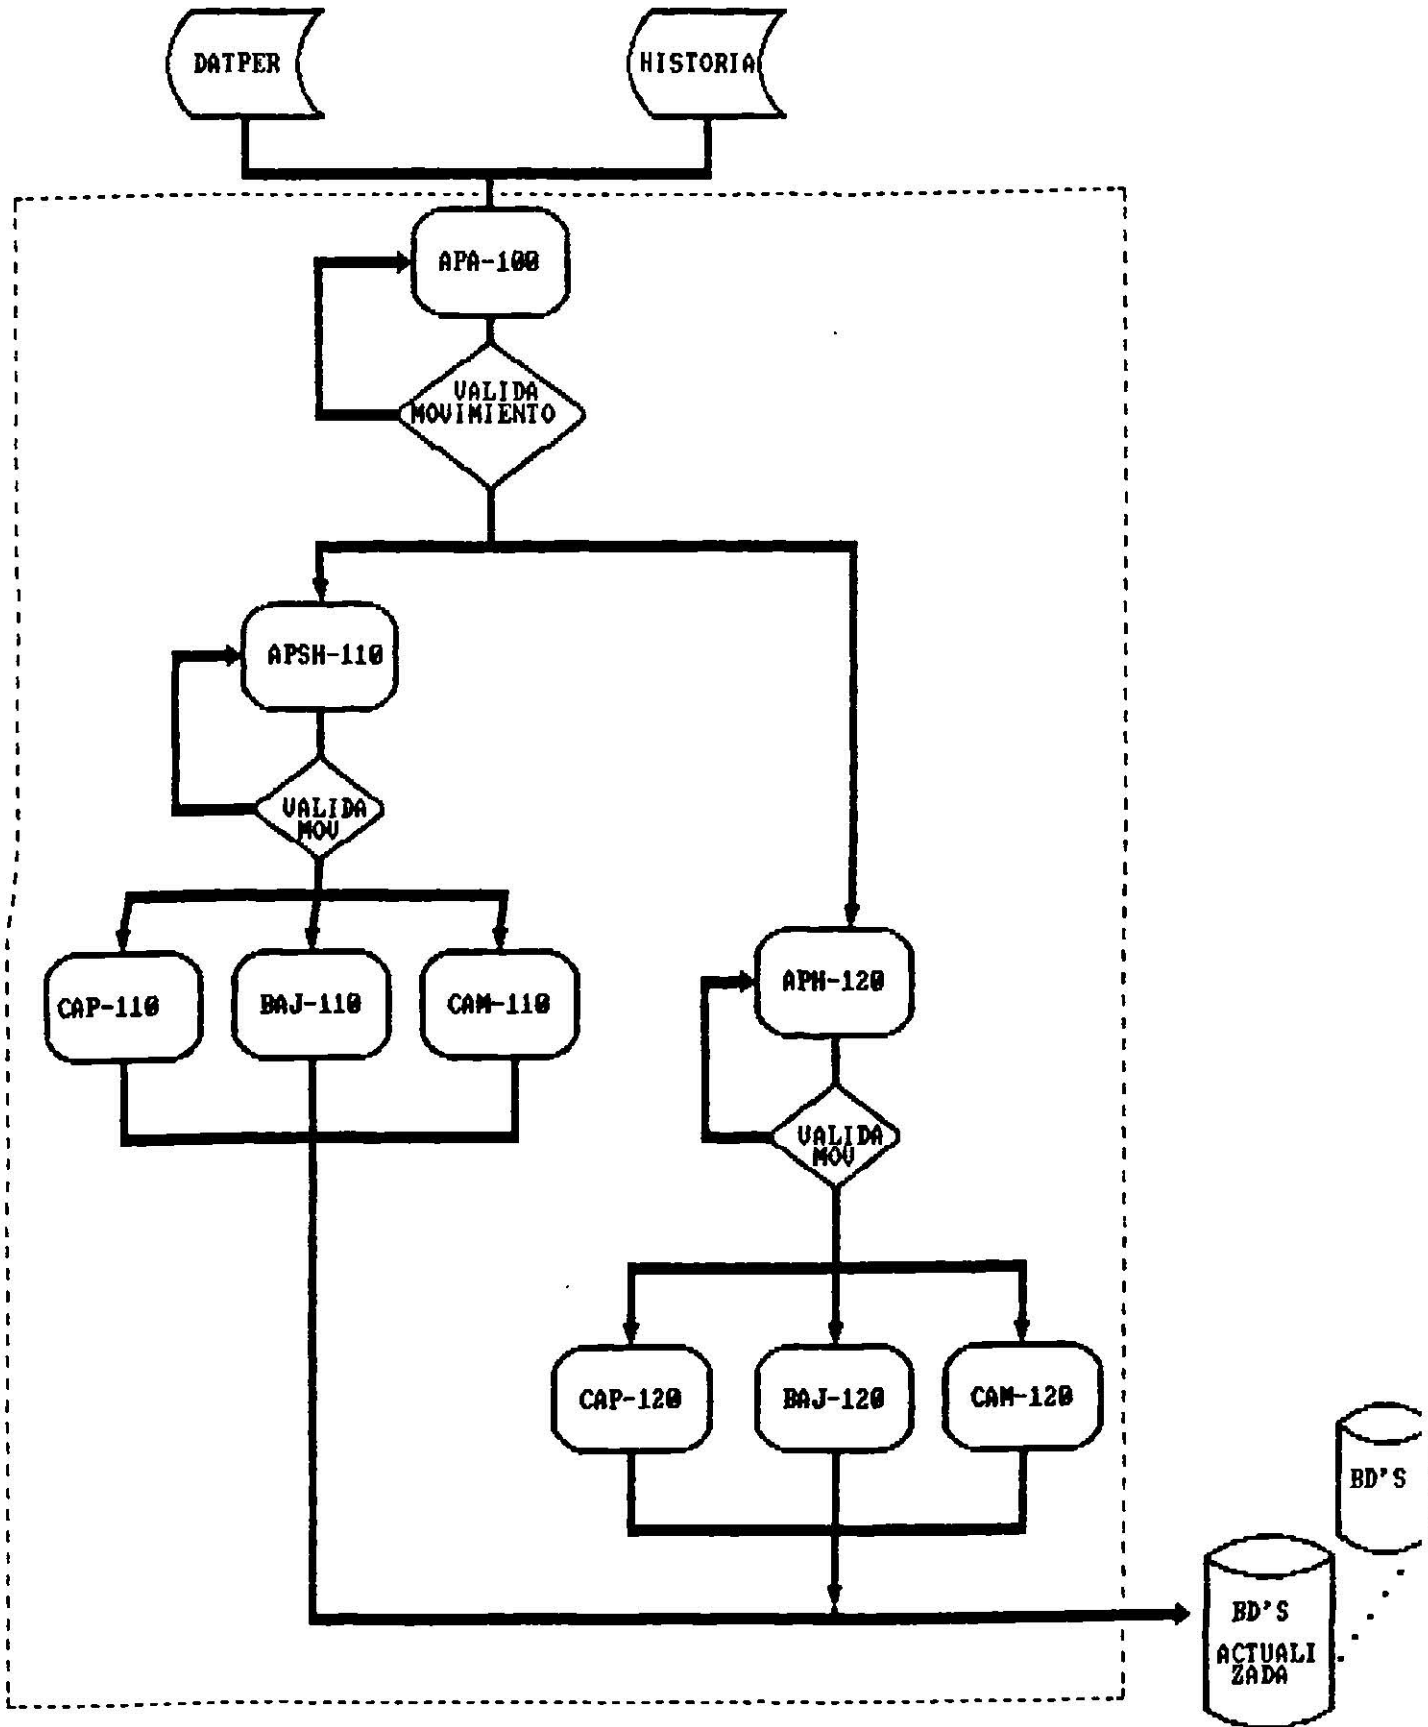 DATPER
HISTORIA
APA-100
VALIDA
MOVIMIENTO
APSH-110
VALIDA
MOV
CAP-110
BAJ-110
CAM-110
APH-120
VALIDA
MOV
CAP-120
BAJ-120
CAM-120
BD'S
BD'S
ACTUALI
ZADA